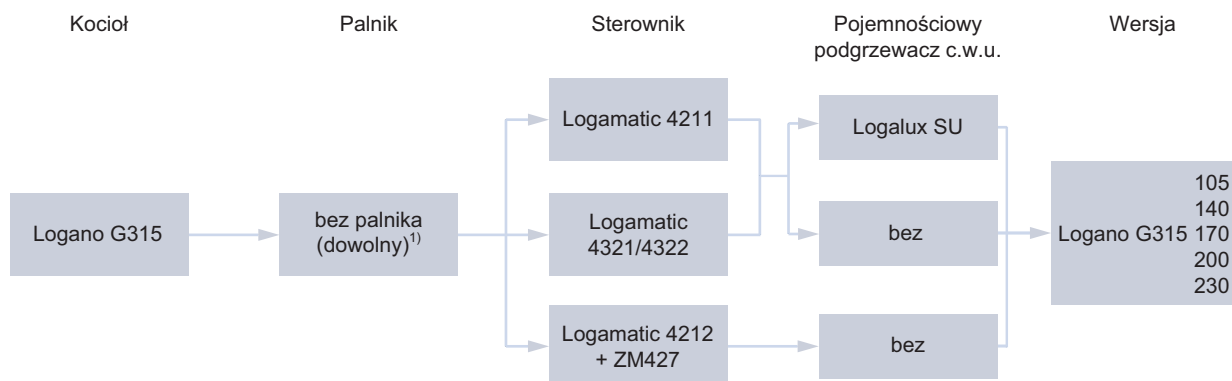 Kocioł
Palnik
Sterownik
Pojemnościowy
podgrzewacz c.w.u.
Wersja
Logano G315
bez palnika
(dowolny)1)
Logamatic 4211
Logamatic
4321/4322
Logamatic 4212
+ ZM427
Logalux SU
bez
bez
105
140
Logano G315 170
200
230